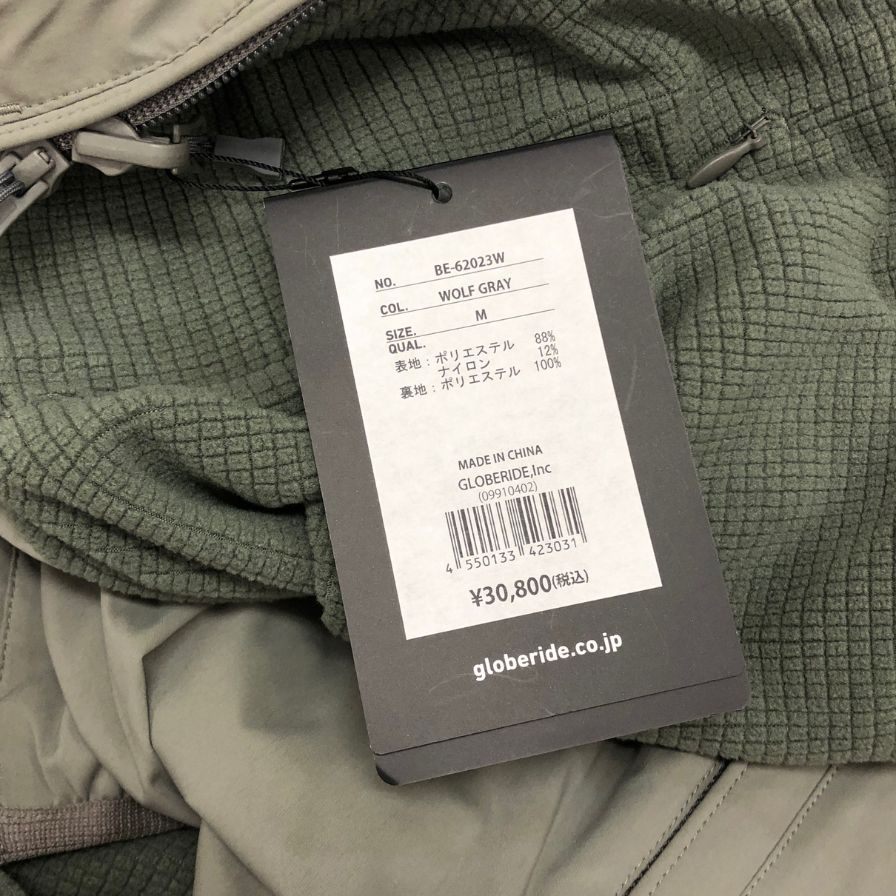 NO. BE-62023W
COL. WOLF GRAY
SIZE. M
QUAL.
表地：ポリエステル 88%
ナイロン 12%
裏地：ポリエステル 100%
MADE IN CHINA
GLOBERIDE,Inc
(09910402)
4 550133 423031
¥30,800(税込)
globeride.co.jp